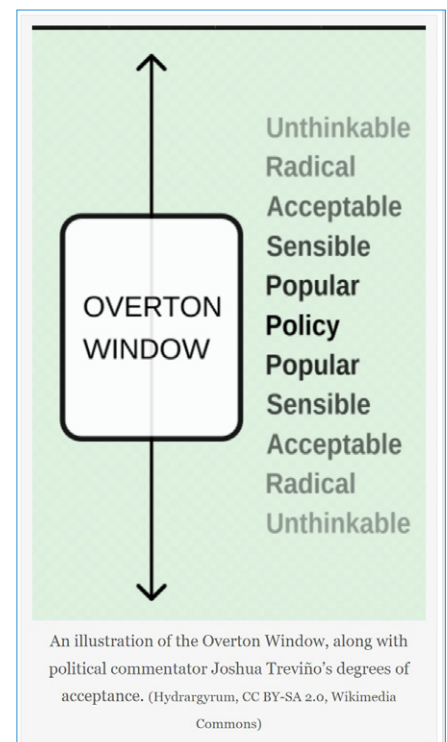 OVERTON
WINDOW
Unthinkable
Radical
Acceptable
Sensible
Popular
Policy
Popular
Sensible
Acceptable
Radical
Unthinkable
An illustration of the Overton Window, along with
political commentator Joshua Treviño’s degrees of
acceptance. (Hydrargyrum, CC BY-SA 2.0, Wikimedia
Commons)